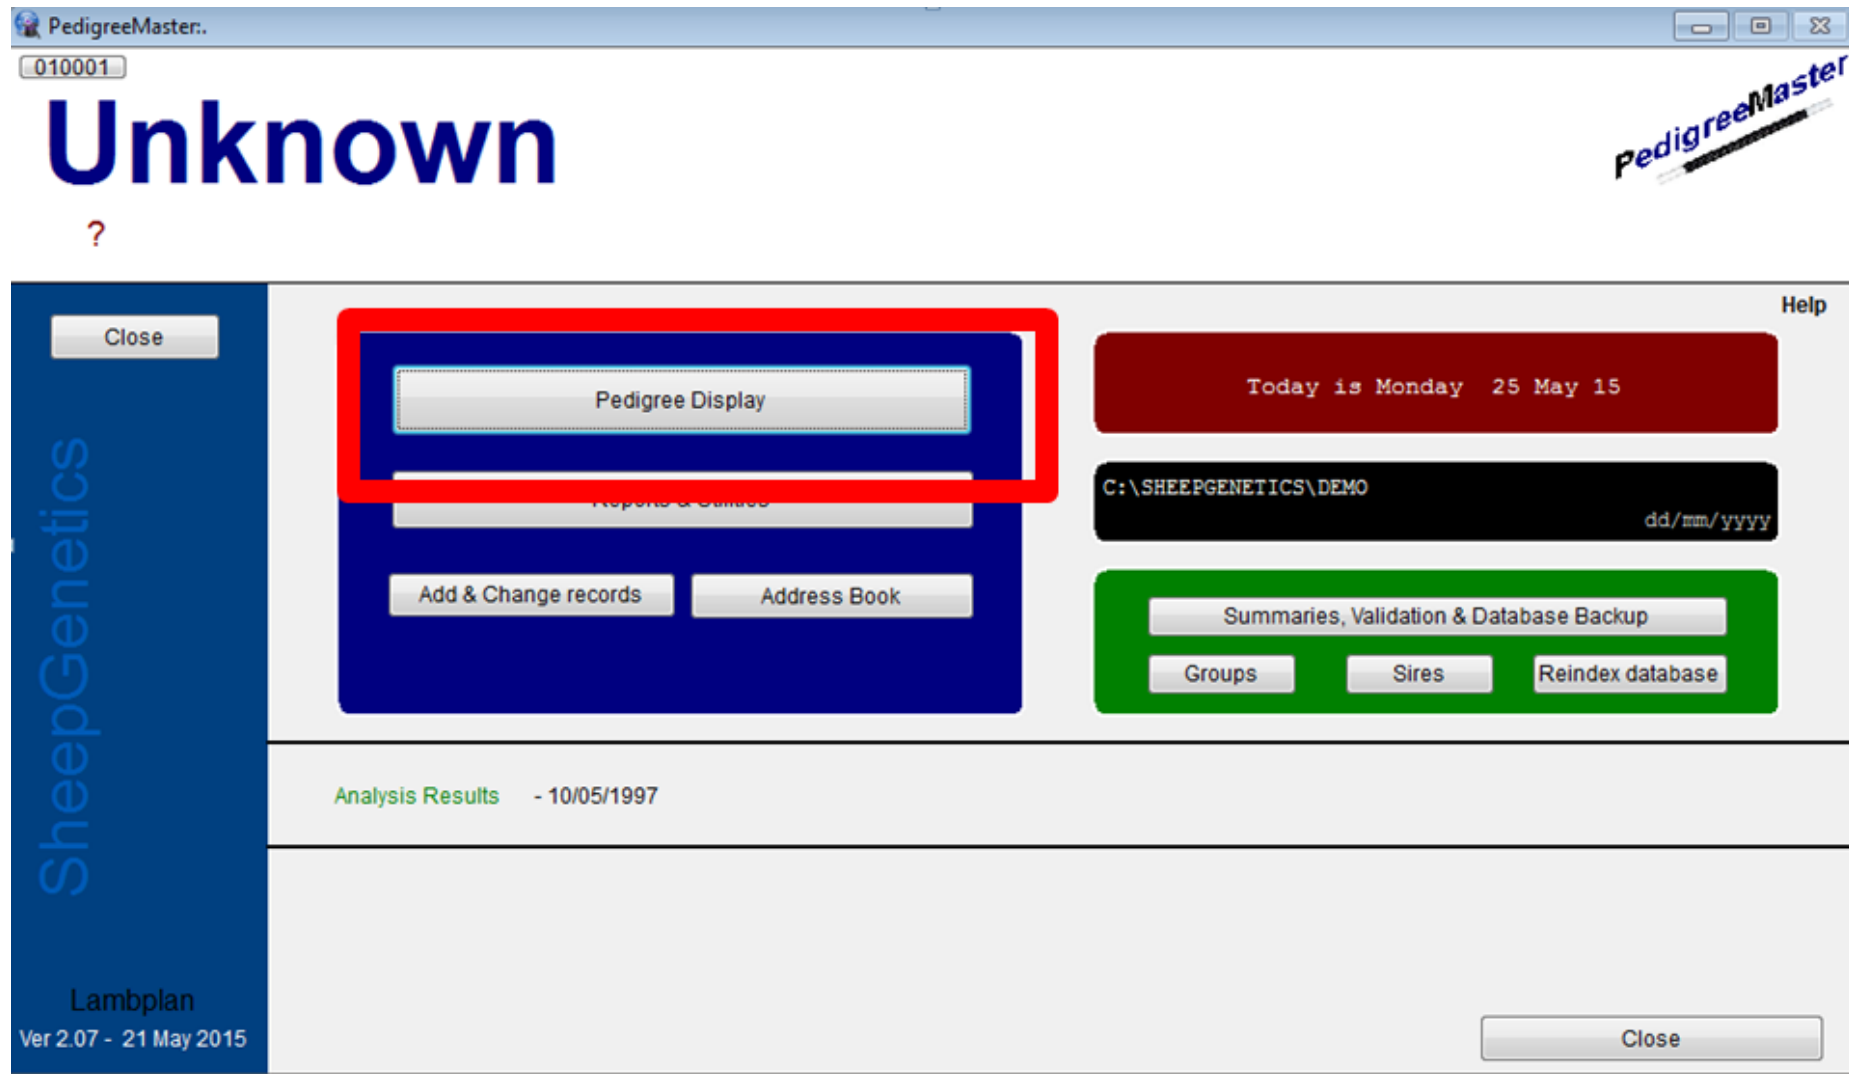 PedigreeMaster:.
010001
Unknown
PedigreeMaster
?
Close
Help
Pedigree Display
Today is Monday 25 May 15
Reports & Utilities
C:\SHEEPGENETICS\DEMO
dd/mm/yyyy
Add & Change records
Address Book
Summaries, Validation & Database Backup
Groups
Sires
Reindex database
SheepGenetics
Analysis Results - 10/05/1997
Lambplan
Ver 2.07 - 21 May 2015
Close